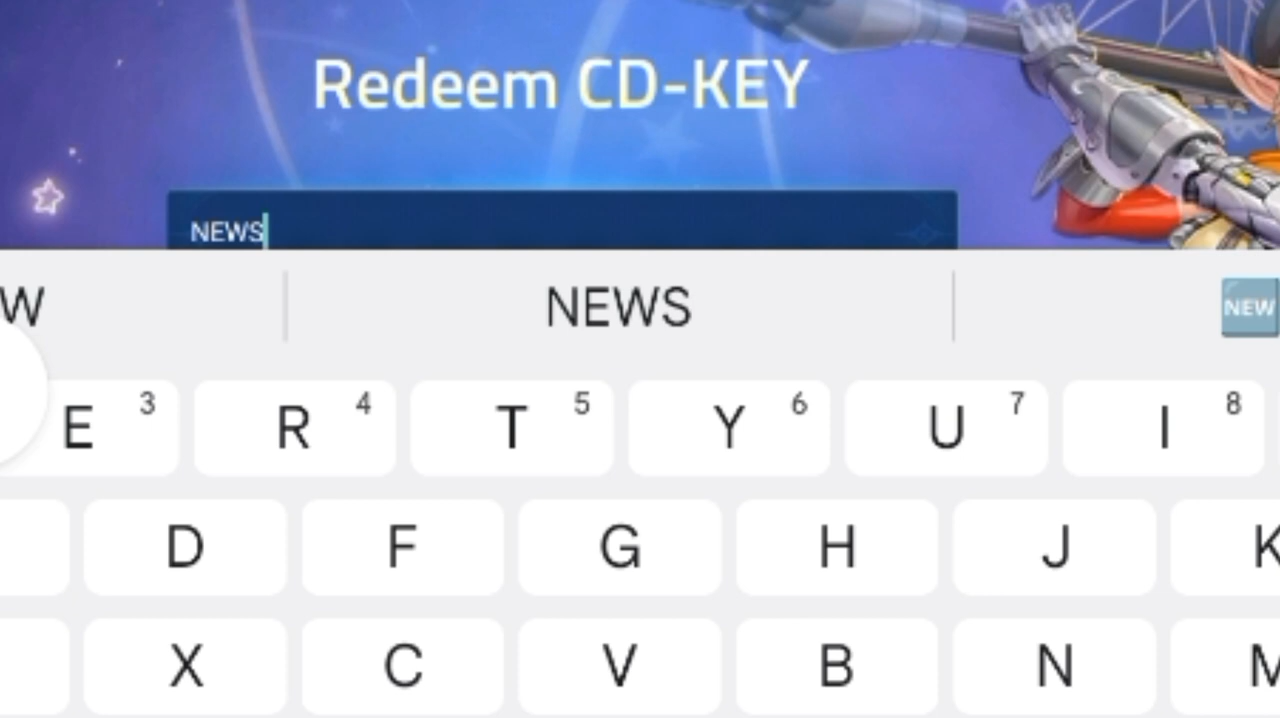 Redeem CD-KEY
NEWS
W NEWS NEW
E 3 R 4 T 5 Y 6 U 7 I 8
D F G H J K
X C V B N M